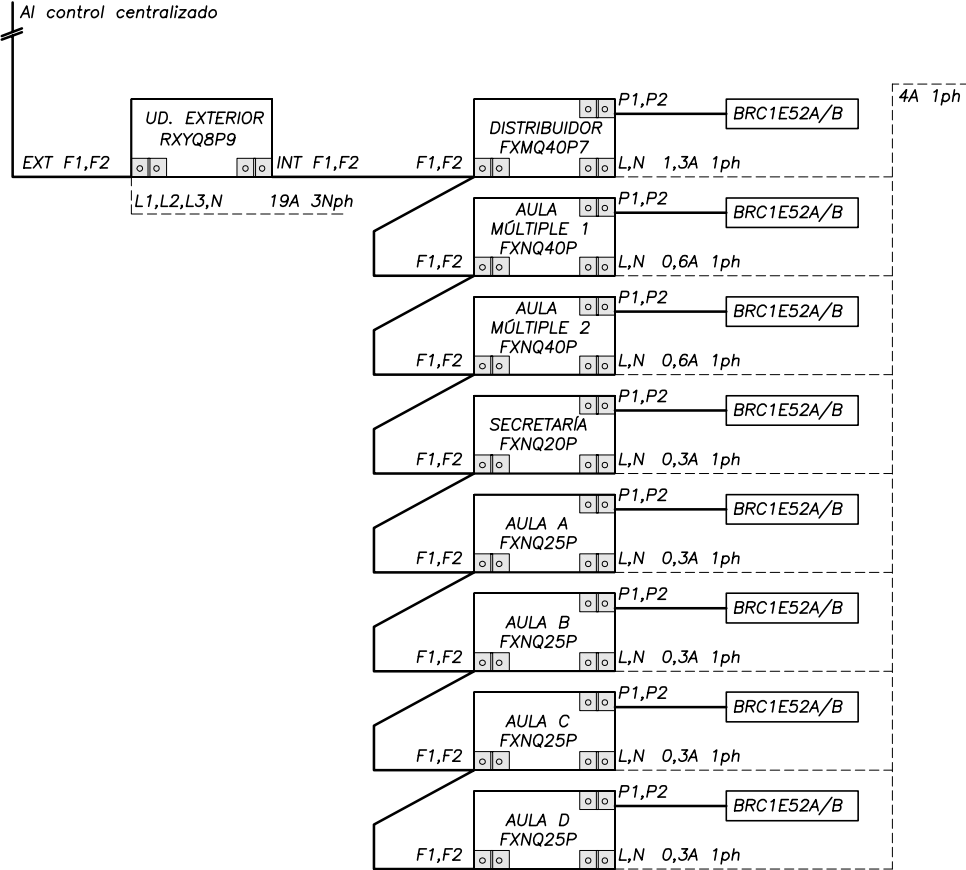 Al control centralizado
UD. EXTERIOR
RXYQ8P9
EXT F1,F2
INT F1,F2
L1,L2,L3,N 19A 3Nph
4A 1ph
DISTRIBUIDOR
FXMQ40P7
F1,F2
P1,P2
BRC1E52A/B
L,N 1,3A 1ph
AULA
MÚLTIPLE 1
FXNQ40P
F1,F2
P1,P2
BRC1E52A/B
L,N 0,6A 1ph
AULA
MÚLTIPLE 2
FXNQ40P
F1,F2
P1,P2
BRC1E52A/B
L,N 0,6A 1ph
SECRETARÍA
FXNQ20P
F1,F2
P1,P2
BRC1E52A/B
L,N 0,3A 1ph
AULA A
FXNQ25P
F1,F2
P1,P2
BRC1E52A/B
L,N 0,3A 1ph
AULA B
FXNQ25P
F1,F2
P1,P2
BRC1E52A/B
L,N 0,3A 1ph
AULA C
FXNQ25P
F1,F2
P1,P2
BRC1E52A/B
L,N 0,3A 1ph
AULA D
FXNQ25P
F1,F2
P1,P2
BRC1E52A/B
L,N 0,3A 1ph